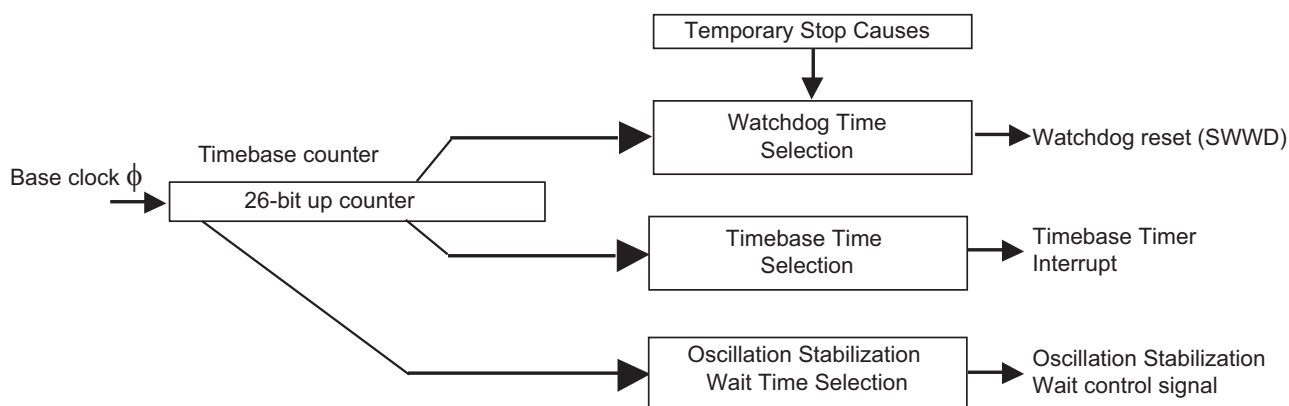 Temporary Stop Causes
Watchdog Time
Selection
Watchdog reset (SWWD)
Timebase counter
Base clock ϕ
26-bit up counter
Timebase Time
Selection
Timebase Timer
Interrupt
Oscillation Stabilization
Wait Time Selection
Oscillation Stabilization
Wait control signal